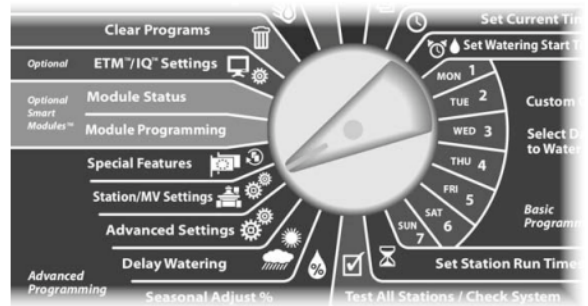 Clear Programs
Optional
ETM™/IQ™ Settings
Optional
Smart
Modules™
Module Status
Module Programming
Special Features
Station/MV Settings
Advanced Settings
Delay Watering
Advanced
Programming
Seasonal Adjust %
%
Test All Stations / Check System
Set Station Run Times
Basic
SUN 7
SAT 6
FRI 5
THU 4
WED 3
TUE 2
MON 1
Custom
Select
to Water
Set Watering Start
Set Current